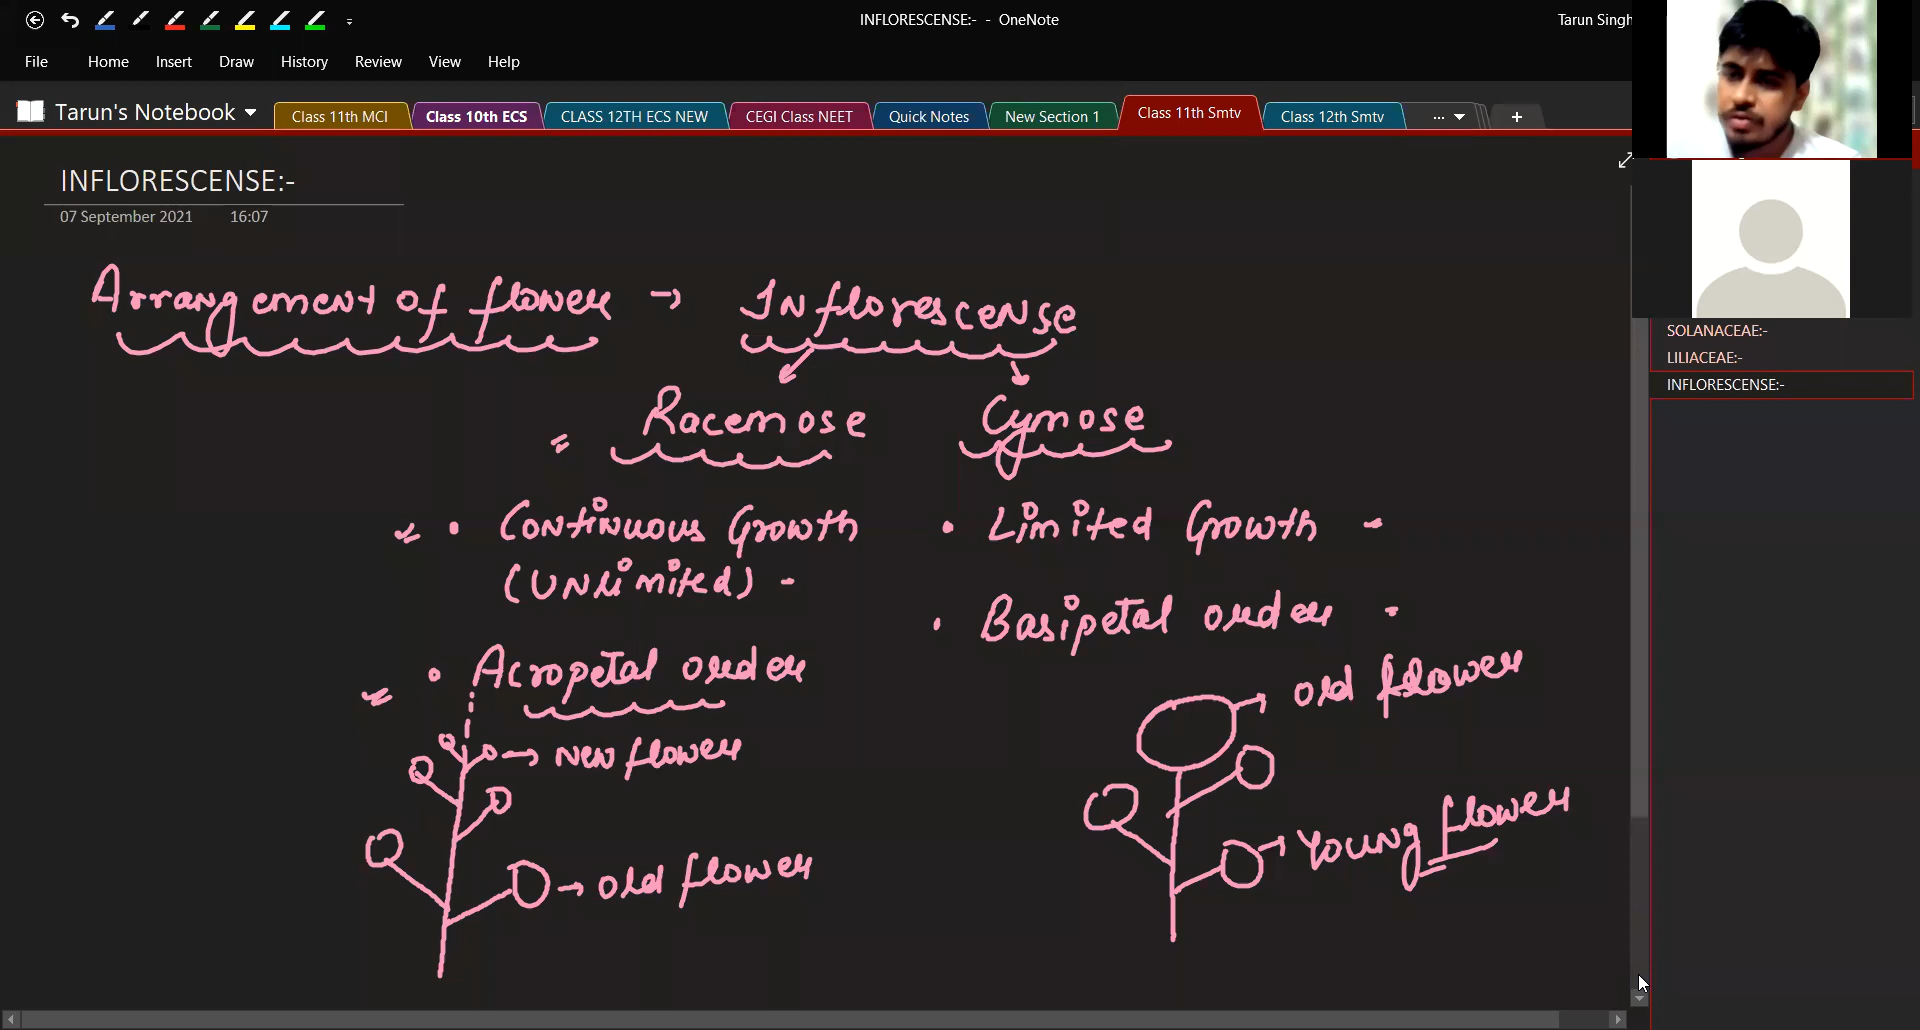 INFLORESCENSE:- - OneNote
Tarun Singh
File Home Insert Draw History Review View Help
Tarun's Notebook
Class 11th MCI
Class 10th ECS
CLASS 12TH ECS NEW
CEGI Class NEET
Quick Notes
New Section 1
Class 11th Smtv
Class 12th Smtv
...
+
INFLORESCENSE:-
07 September 2021 16:07
SOLANACEAE:-
LILIACEAE:-
INFLORESCENSE:-
Arrangement of flower → Inflorescense
Racemose
Cymose
• Continuous Growth
(Unlimited) -
• Limited Growth -
• Basipetal order -
• Acropetal order
→ old flower
→ New flower
→ Young flower
→ old flower